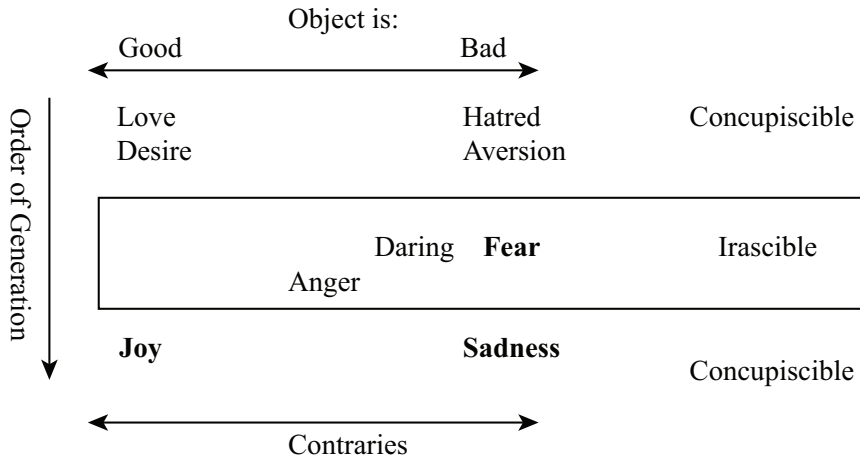 Object is:
Good Bad
Love Hatred Concupiscible
Desire Aversion
Order of Generation
Daring Fear Irascible
Anger
Joy Sadness
Concupiscible
Contraries